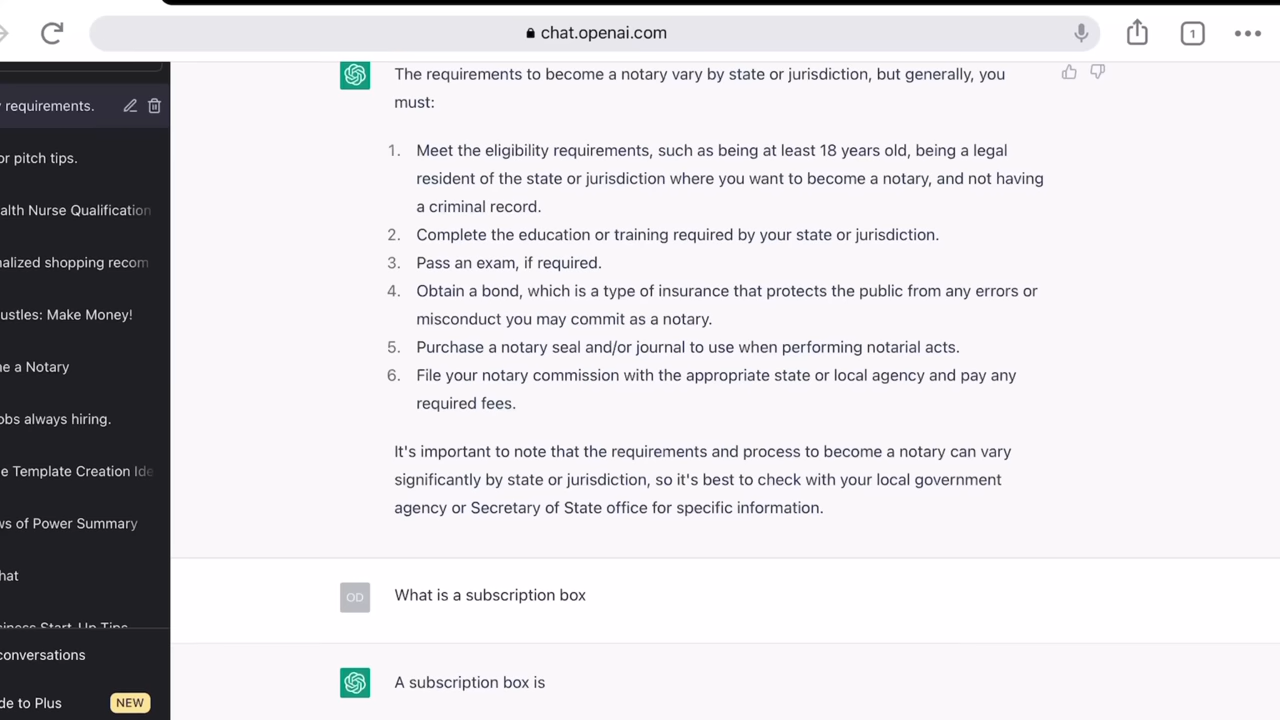 chat.openai.com
1
requirements.
or pitch tips.
alth Nurse Qualification
nalized shopping recom
ustles: Make Money!
ne a Notary
obs always hiring.
e Template Creation Ide
ws of Power Summary
hat
siness Start-Up Tips
conversations
de to Plus
NEW
The requirements to become a notary vary by state or jurisdiction, but generally, you
must:
1. Meet the eligibility requirements, such as being at least 18 years old, being a legal
resident of the state or jurisdiction where you want to become a notary, and not having
a criminal record.
2. Complete the education or training required by your state or jurisdiction.
3. Pass an exam, if required.
4. Obtain a bond, which is a type of insurance that protects the public from any errors or
misconduct you may commit as a notary.
5. Purchase a notary seal and/or journal to use when performing notarial acts.
6. File your notary commission with the appropriate state or local agency and pay any
required fees.
It's important to note that the requirements and process to become a notary can vary
significantly by state or jurisdiction, so it's best to check with your local government
agency or Secretary of State office for specific information.
OD
What is a subscription box
A subscription box is